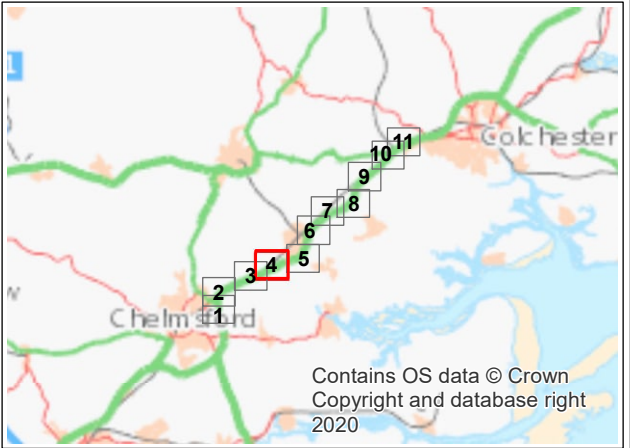 1
Colchester
11
10
9
8
7
6
5
4
3
2
1
w
Chelmsford
Contains OS data © Crown
Copyright and database right
2020